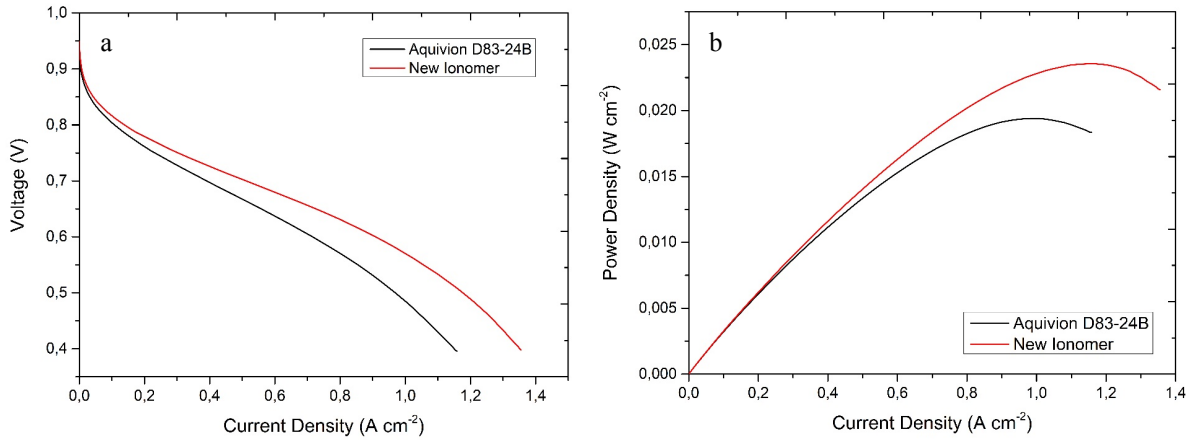 a
Aquivion D83-24B
New Ionomer
1,0
0,9
0,8
0,7
0,6
0,5
0,4
Voltage (V)
0,0 0,2 0,4 0,6 0,8 1,0 1,2 1,4
Current Density (A cm-2)
b
0,025
0,020
0,015
0,010
0,005
0,000
Power Density (W cm-2)
Aquivion D83-24B
New Ionomer
0,0 0,2 0,4 0,6 0,8 1,0 1,2 1,4
Current Density (A cm-2)